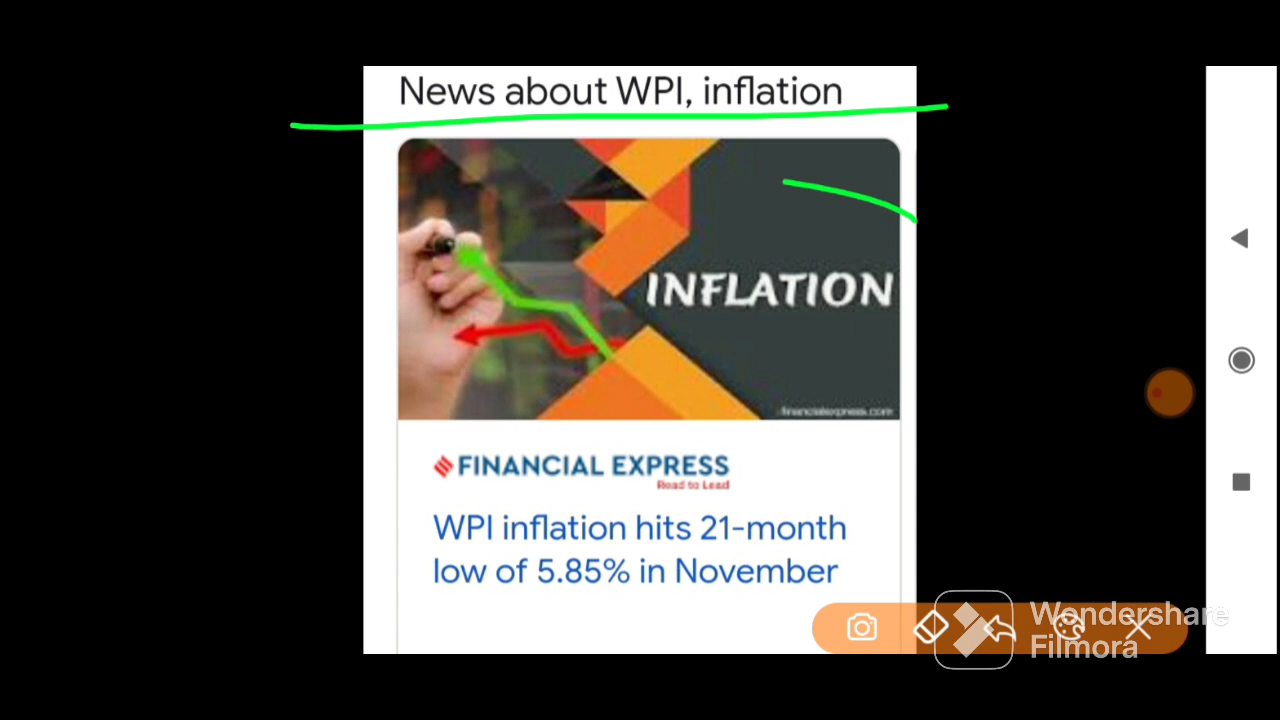 News about WPI, inflation
INFLATION
financialexpress.com
FINANCIAL EXPRESS
Read to Lead
WPI inflation hits 21-month
low of 5.85% in November
Wondershare
Filmora